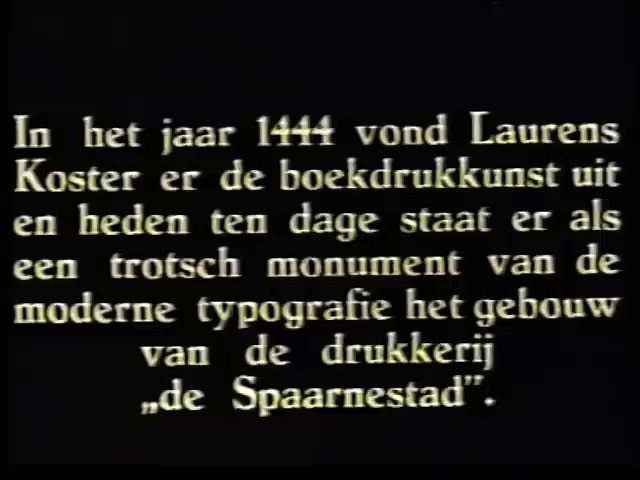 In het jaar 1444 vond Laurens
Koster er de boekdrukkunst uit
en heden ten dage staat er als
een trotsch monument van de
moderne typografie het gebouw
van de drukkerij
„de Spaarnestad”.